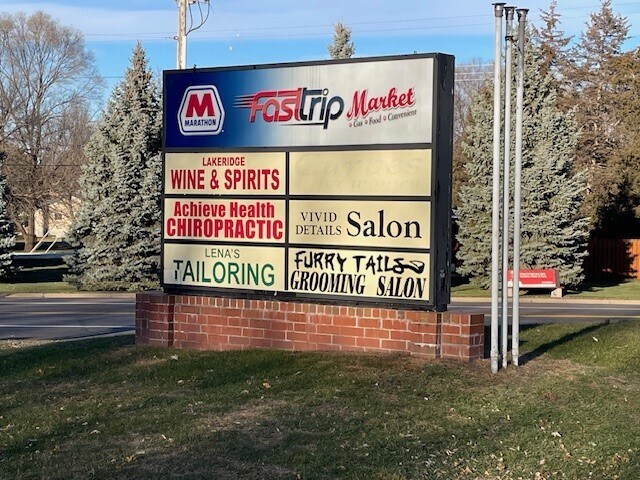 M
MARATHON
FasTrip Market
Gas Food Convenient
LAKERIDGE
WINE & SPIRITS
Achieve Health
CHIROPRACTIC
VIVID
DETAILS Salon
LENA'S
TAILORING
FURRY TAILS
GROOMING SALON